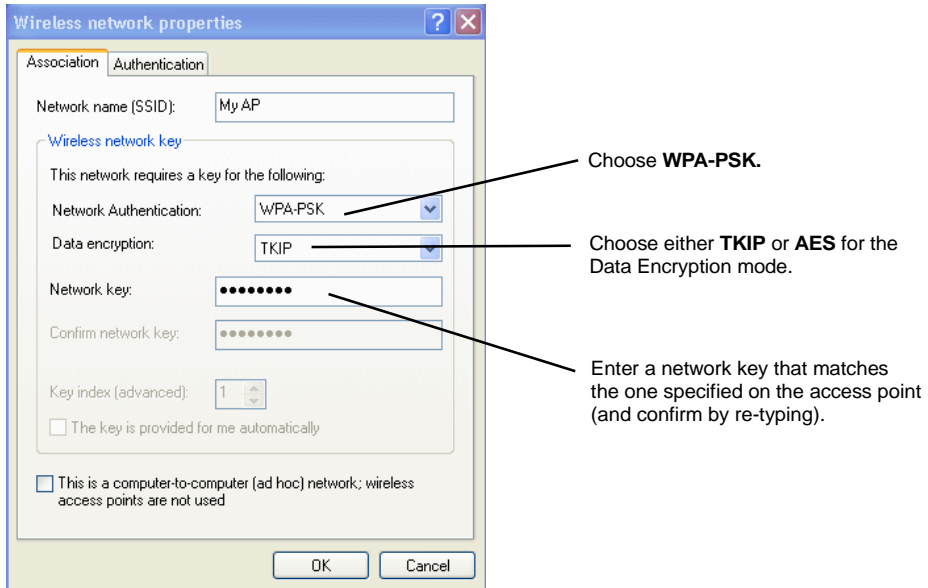 Wireless network properties
Association Authentication
Network name (SSID): My AP
Wireless network key
This network requires a key for the following:
Network Authentication: WPA-PSK
Data encryption: TKIP
Network key: ••••••••
Confirm network key: ••••••••
Key index (advanced): 1
The key is provided for me automatically
This is a computer-to-computer (ad hoc) network; wireless
access points are not used
OK Cancel
Choose WPA-PSK.
Choose either TKIP or AES for the
Data Encryption mode.
Enter a network key that matches
the one specified on the access point
(and confirm by re-typing).